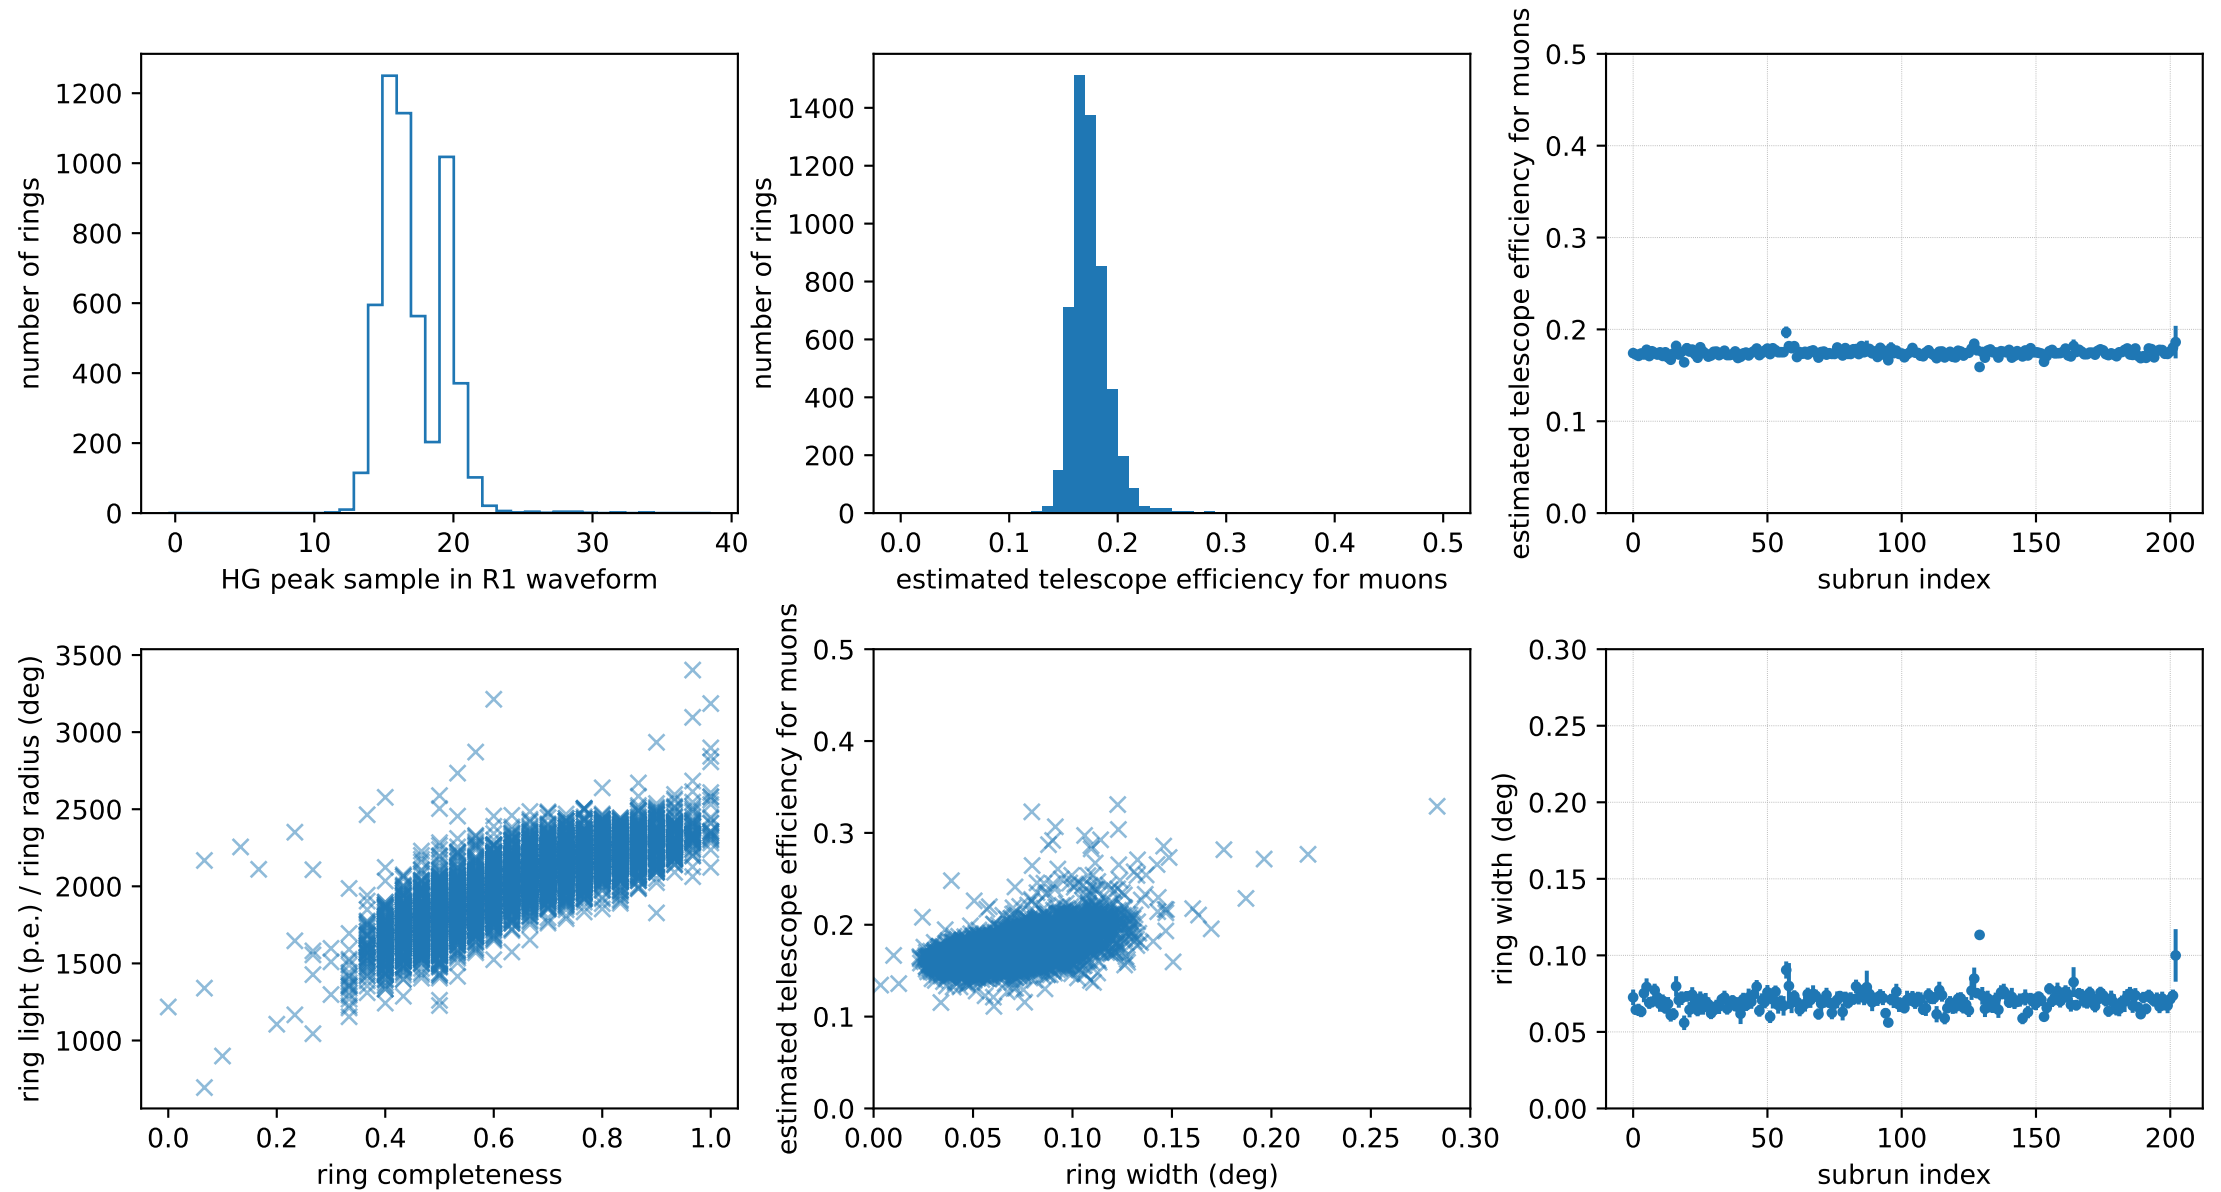 number of rings
1200
1000
800
600
400
200
0
0 10 20 30 40
HG peak sample in R1 waveform
number of rings
1400
1200
1000
800
600
400
200
0
0.0 0.1 0.2 0.3 0.4 0.5
estimated telescope efficiency for muons
estimated telescope efficiency for muons
0.5
0.4
0.3
0.2
0.1
0.0
0 50 100 150 200
subrun index
ring light (p.e.) / ring radius (deg)
3500
3000
2500
2000
1500
1000
0.0 0.2 0.4 0.6 0.8 1.0
ring completeness
estimated telescope efficiency for muons
0.5
0.4
0.3
0.2
0.1
0.0
0.00 0.05 0.10 0.15 0.20 0.25 0.30
ring width (deg)
ring width (deg)
0.30
0.25
0.20
0.15
0.10
0.05
0.00
0 50 100 150 200
subrun index